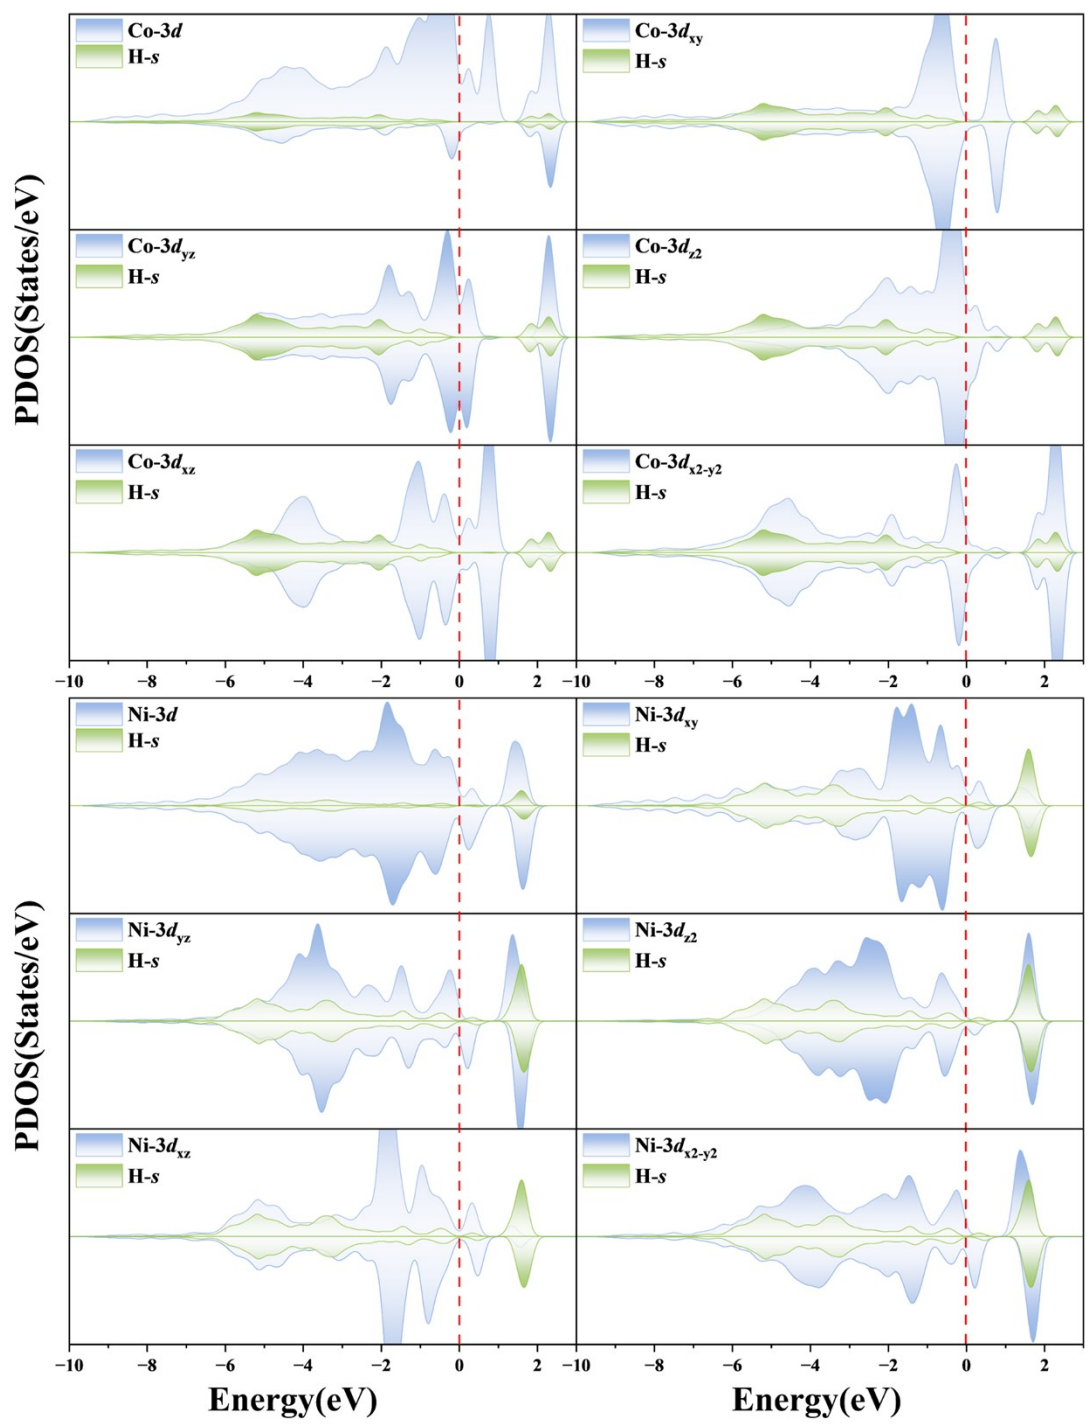 Co-3d
H-s
Co-3dxy
H-s
PDOS(States/eV)
Co-3dyz
H-s
Co-3dz2
H-s
Co-3dxz
H-s
Co-3dx2-y2
H-s
−10 −8 −6 −4 −2 0 2 −10 −8 −6 −4 −2 0 2
Ni-3d
H-s
Ni-3dxy
H-s
PDOS(States/eV)
Ni-3dyz
H-s
Ni-3dz2
H-s
Ni-3dxz
H-s
Ni-3dx2-y2
H-s
−10 −8 −6 −4 −2 0 2 −10 −8 −6 −4 −2 0 2
Energy(eV) Energy(eV)